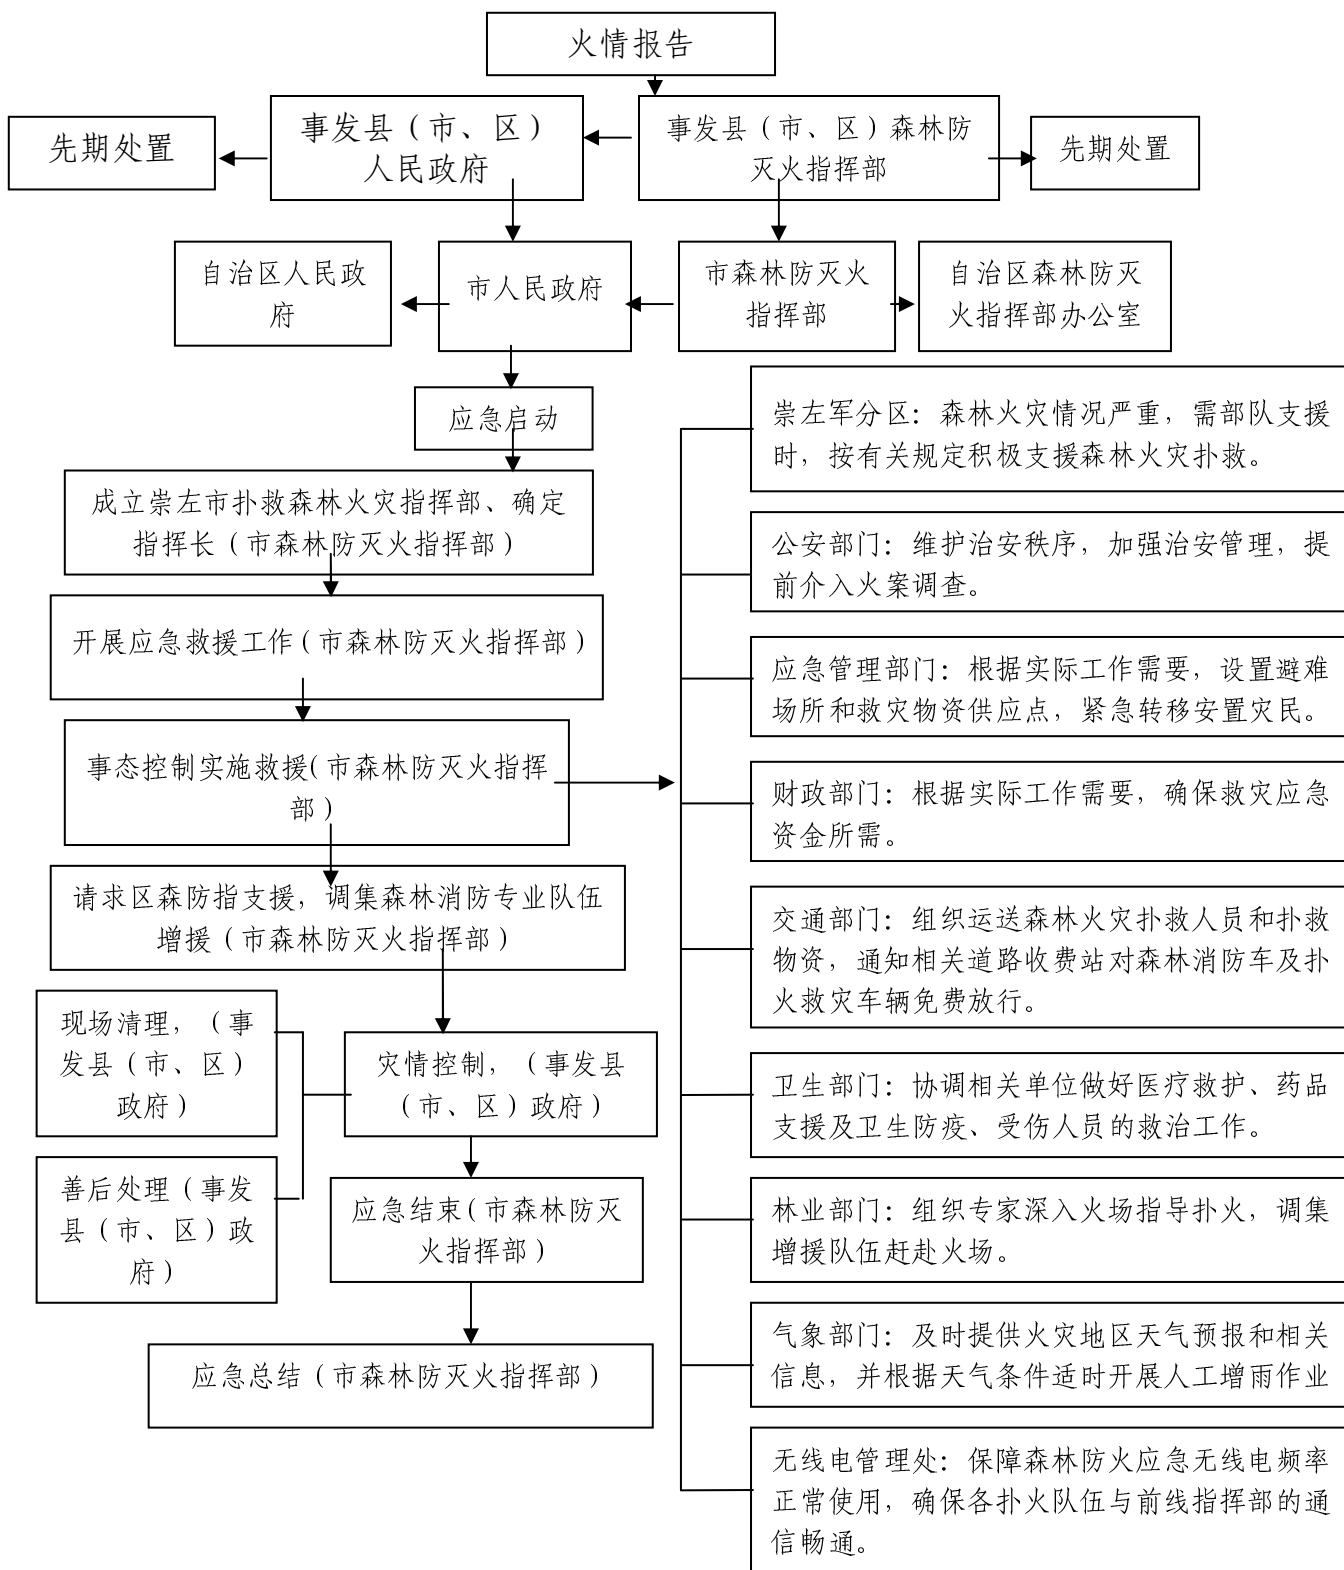 火情报告
事发县（市、区）
人民政府
事发县（市、区）森林防
灭火指挥部
先期处置
先期处置
自治区人民政
府
市人民政府
市森林防灭火
指挥部
自治区森林防灭
火指挥部办公室
应急启动
成立崇左市扑救森林火灾指挥部、确定
指挥长（市森林防灭火指挥部）
开展应急救援工作（市森林防灭火指挥部）
事态控制实施救援（市森林防灭火指挥
部）
请求区森防指支援，调集森林消防专业队伍
增援（市森林防灭火指挥部）
现场清理，（事
发县（市、区）
政府）
灾情控制，（事发县
（市、区）政府）
善后处理（事发
县（市、区）政
府）
应急结束（市森林防灭
火指挥部）
应急总结（市森林防灭火指挥部）
崇左军分区：森林火灾情况严重，需部队支援
时，按有关规定积极支援森林火灾扑救。
公安部门：维护治安秩序，加强治安管理，提
前介入火案调查。
应急管理部门：根据实际工作需要，设置避难
场所和救灾物资供应点，紧急转移安置灾民。
财政部门：根据实际工作需要，确保救灾应急
资金所需。
交通部门：组织运送森林火灾扑救人员和扑救
物资，通知相关道路收费站对森林消防车及扑
火救灾车辆免费放行。
卫生部门：协调相关单位做好医疗救护、药品
支援及卫生防疫、受伤人员的救治工作。
林业部门：组织专家深入火场指导扑火，调集
增援队伍赶赴火场。
气象部门：及时提供火灾地区天气预报和相关
信息，并根据天气条件适时开展人工增雨作业
无线电管理处：保障森林防火应急无线电频率
正常使用，确保各扑火队伍与前线指挥部的通
信畅通。